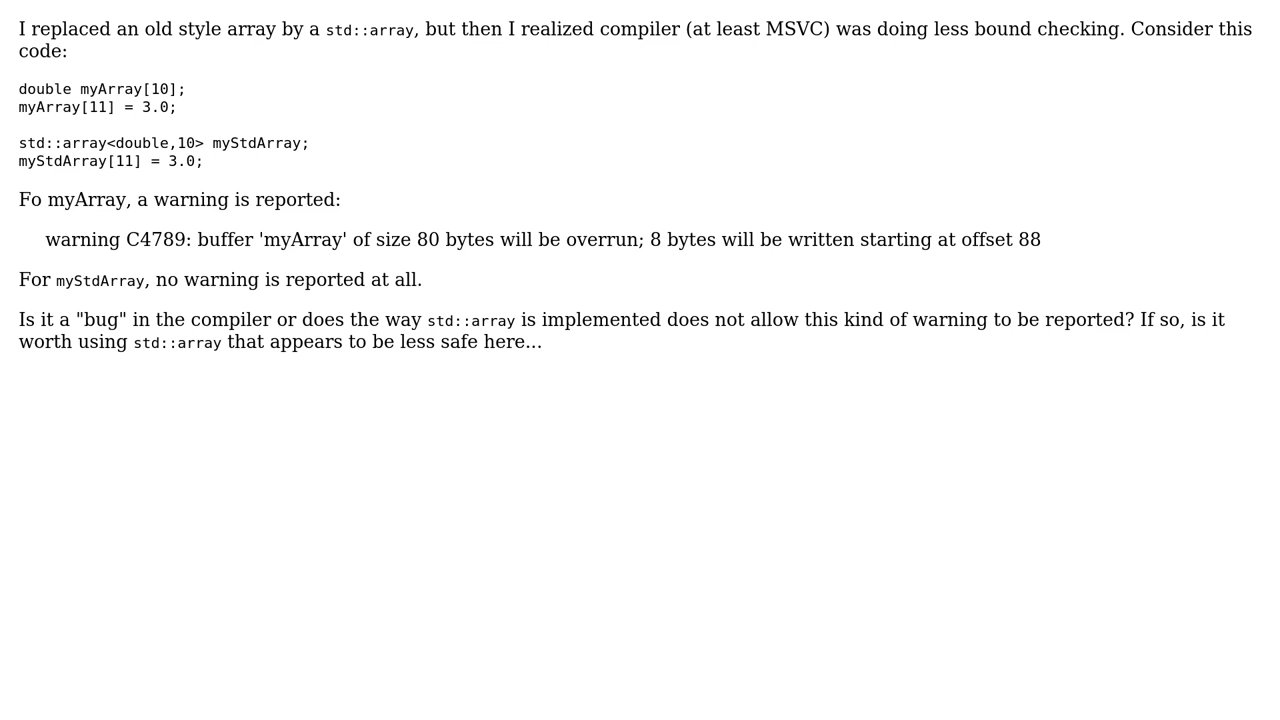 I replaced an old style array by a std::array, but then I realized compiler (at least MSVC) was doing less bound checking. Consider this
code:
double myArray[10];
myArray[11] = 3.0;
std::array<double,10> myStdArray;
myStdArray[11] = 3.0;
Fo myArray, a warning is reported:
warning C4789: buffer 'myArray' of size 80 bytes will be overrun; 8 bytes will be written starting at offset 88
For myStdArray, no warning is reported at all.
Is it a "bug" in the compiler or does the way std::array is implemented does not allow this kind of warning to be reported? If so, is it
worth using std::array that appears to be less safe here...